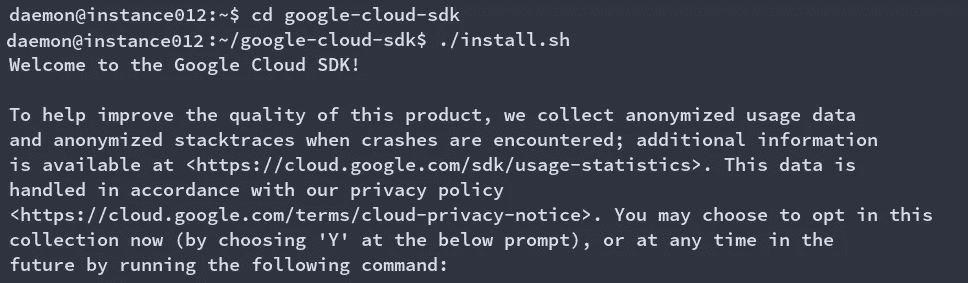 daemon@instance012:~$ cd google-cloud-sdk
daemon@instance012:~/google-cloud-sdk$ ./install.sh
Welcome to the Google Cloud SDK!
To help improve the quality of this product, we collect anonymized usage data
and anonymized stacktraces when crashes are encountered; additional information
is available at <https://cloud.google.com/sdk/usage-statistics>. This data is
handled in accordance with our privacy policy
<https://cloud.google.com/terms/cloud-privacy-notice>. You may choose to opt in this
collection now (by choosing 'Y' at the below prompt), or at any time in the
future by running the following command: